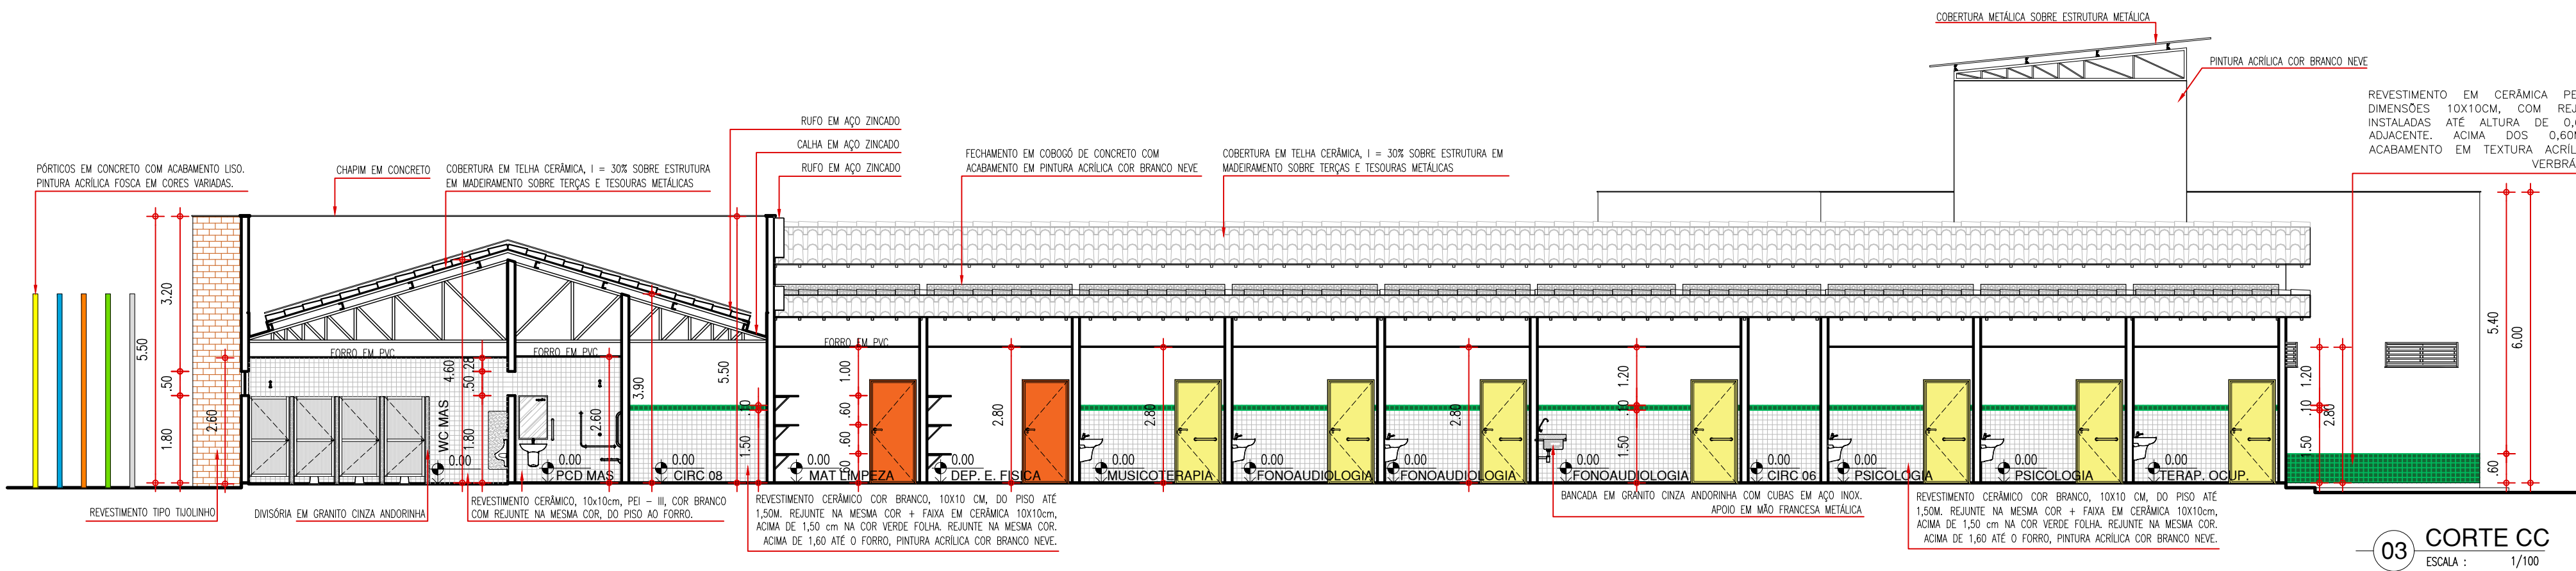 COBERTURA METÁLICA SOBRE ESTRUTURA METÁLICA
PINTURA ACRÍLICA COR BRANCO NEVE
REVESTIMENTO EM CERÂMICA
DIMENSÕES 10X10CM, COM
INSTALADAS ATÉ ALTURA DE
ADJACENTE. ACIMA DOS
ACABAMENTO EM TEXTURA
RUFO EM AÇO ZINCADO
CALHA EM AÇO ZINCADO
RUFO EM AÇO ZINCADO
PÓRTICOS EM CONCRETO COM ACABAMENTO LISO.
PINTURA ACRÍLICA FOSCA EM CORES VARIADAS.
CHAPIM EM CONCRETO
COBERTURA EM TELHA CERÂMICA, I = 30% SOBRE ESTRUTURA
EM MADEIRAMENTO SOBRE TERÇAS E TESOURAS METÁLICAS
FECHAMENTO EM COBOGÓ DE CONCRETO COM
ACABAMENTO EM PINTURA ACRÍLICA COR BRANCO NEVE
COBERTURA EM TELHA CERÂMICA, I = 30% SOBRE ESTRUTURA EM
MADEIRAMENTO SOBRE TERÇAS E TESOURAS METÁLICAS
5.50
3.20
.50
1.80
2.60
FORRO EM PVC
FORRO EM PVC
FORRO EM PVC
4.60
.28
.50
1.80
2.60
3.90
5.50
.10
1.50
1.00
.60
.60
.60
2.80
2.80
2.80
1.20
.10
1.50
1.20
.10
1.50
2.80
5.40
.60
6.00
WC MAS
0.00
0.00
PCD MAS
0.00
CIRC 08
0.00
MAT LIMPEZA
0.00
DEP. E. FISICA
0.00
MUSICOTERAPIA
0.00
FONOAUDIOLOGIA
0.00
FONOAUDIOLOGIA
0.00
FONOAUDIOLOGIA
0.00
CIRC 06
0.00
PSICOLOGIA
0.00
PSICOLOGIA
0.00
TERAP. OCUP.
REVESTIMENTO TIPO TIJOLINHO
DIVISÓRIA EM GRANITO CINZA ANDORINHA
REVESTIMENTO CERÂMICO, 10x10cm, PEI – III, COR BRANCO
COM REJUNTE NA MESMA COR, DO PISO AO FORRO.
REVESTIMENTO CERÂMICO COR BRANCO, 10X10 CM, DO PISO ATÉ
1,50M. REJUNTE NA MESMA COR + FAIXA EM CERÂMICA 10X10cm,
ACIMA DE 1,50 cm NA COR VERDE FOLHA. REJUNTE NA MESMA COR.
ACIMA DE 1,60 ATÉ O FORRO, PINTURA ACRÍLICA COR BRANCO NEVE.
BANCADA EM GRANITO CINZA ANDORINHA COM CUBAS EM AÇO INOX.
APOIO EM MÃO FRANCESA METÁLICA
REVESTIMENTO CERÂMICO COR BRANCO, 10X10 CM, DO PISO ATÉ
1,50M. REJUNTE NA MESMA COR + FAIXA EM CERÂMICA 10X10cm,
ACIMA DE 1,50 cm NA COR VERDE FOLHA. REJUNTE NA MESMA COR.
ACIMA DE 1,60 ATÉ O FORRO, PINTURA ACRÍLICA COR BRANCO NEVE.
03
CORTE CC
ESCALA : 1/100